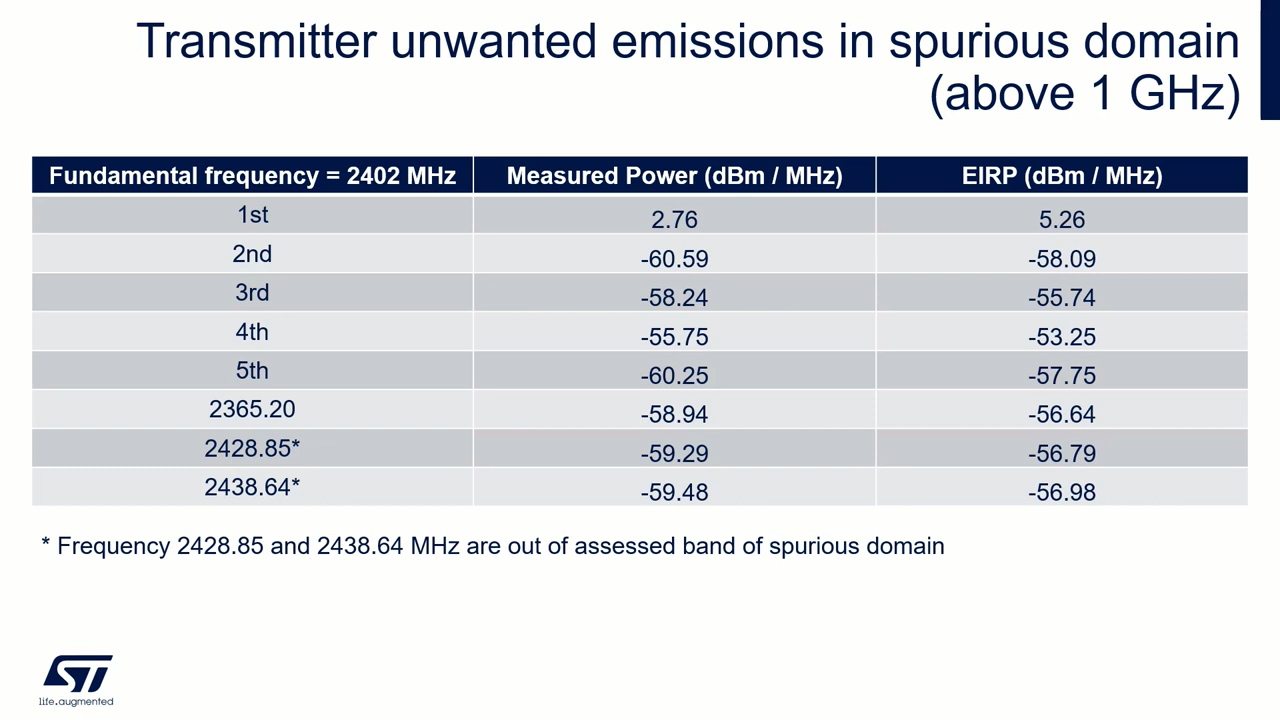 Transmitter unwanted emissions in spurious domain
(above 1 GHz)
Fundamental frequency = 2402 MHz Measured Power (dBm / MHz) EIRP (dBm / MHz)
1st 2.76 5.26
2nd -60.59 -58.09
3rd -58.24 -55.74
4th -55.75 -53.25
5th -60.25 -57.75
2365.20 -58.94 -56.64
2428.85* -59.29 -56.79
2438.64* -59.48 -56.98
* Frequency 2428.85 and 2438.64 MHz are out of assessed band of spurious domain
ST
life.augmented